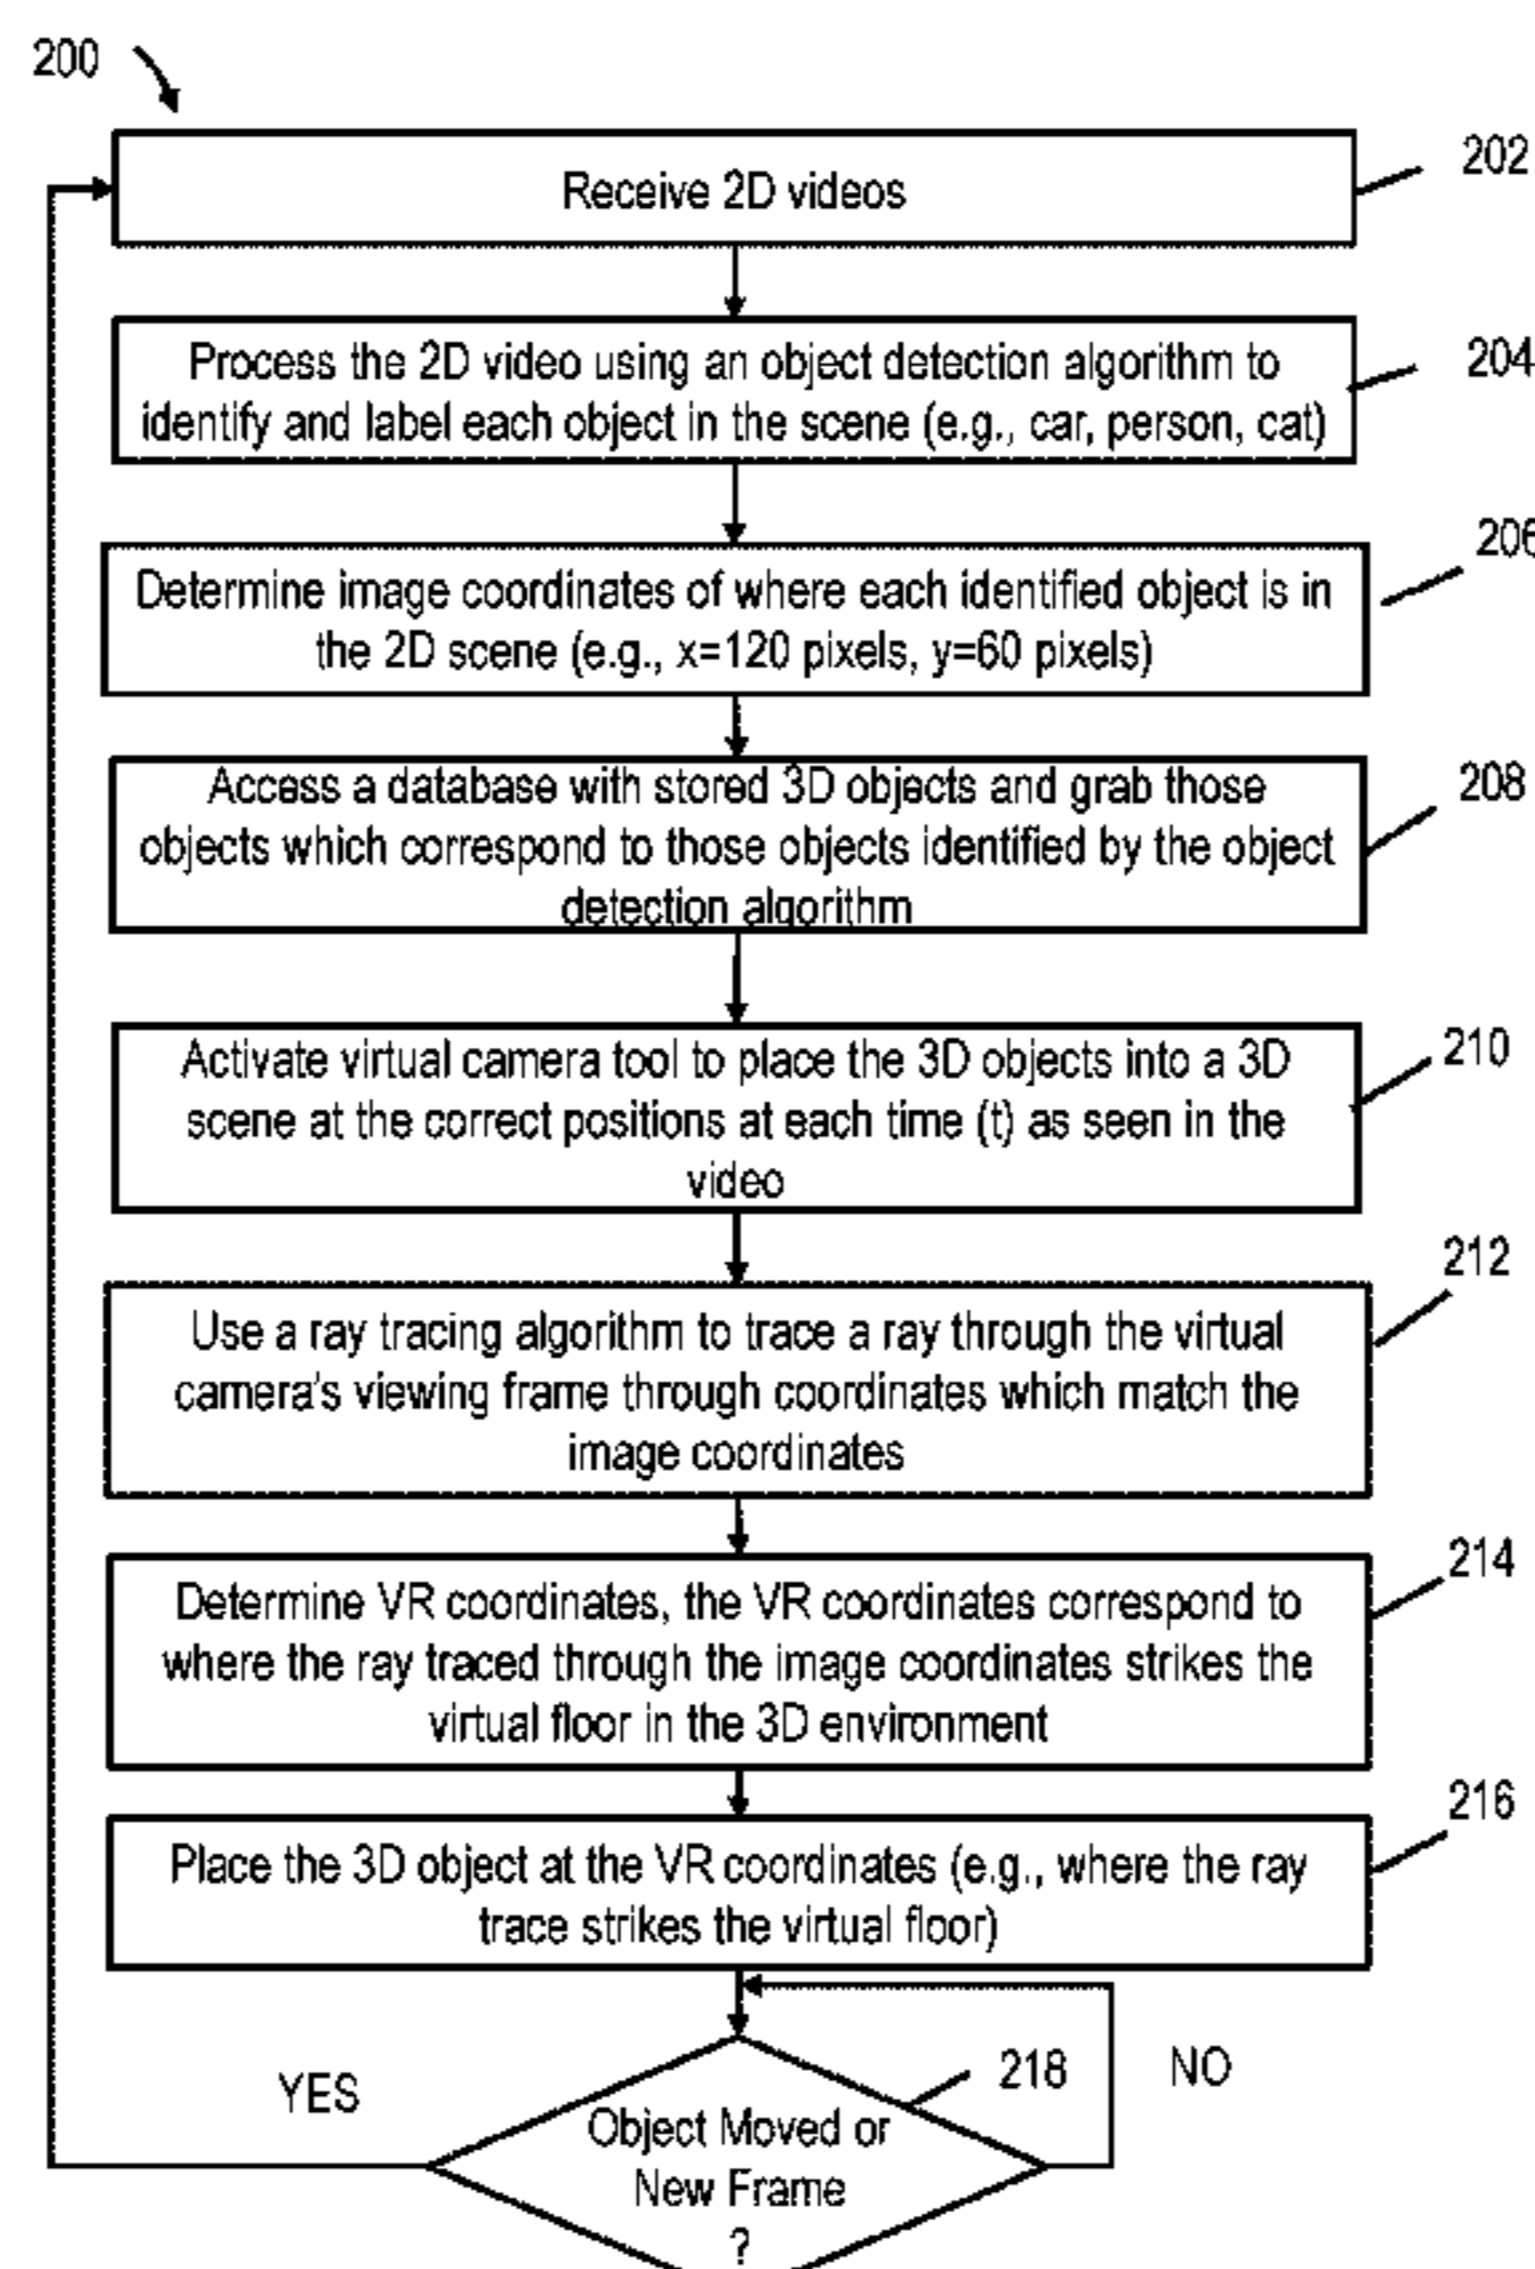 200
Receive 2D videos
202
Process the 2D video using an object detection algorithm to
identify and label each object in the scene (e.g., car, person, cat)
204
Determine image coordinates of where each identified object is in
the 2D scene (e.g., x=120 pixels, y=60 pixels)
206
Access a database with stored 3D objects and grab those
objects which correspond to those objects identified by the object
detection algorithm
208
Activate virtual camera tool to place the 3D objects into a 3D
scene at the correct positions at each time (t) as seen in the
video
210
Use a ray tracing algorithm to trace a ray through the virtual
camera's viewing frame through coordinates which match the
image coordinates
212
Determine VR coordinates, the VR coordinates correspond to
where the ray traced through the image coordinates strikes the
virtual floor in the 3D environment
214
Place the 3D object at the VR coordinates (e.g., where the ray
trace strikes the virtual floor)
216
YES
Object Moved or
New Frame
?
218
NO